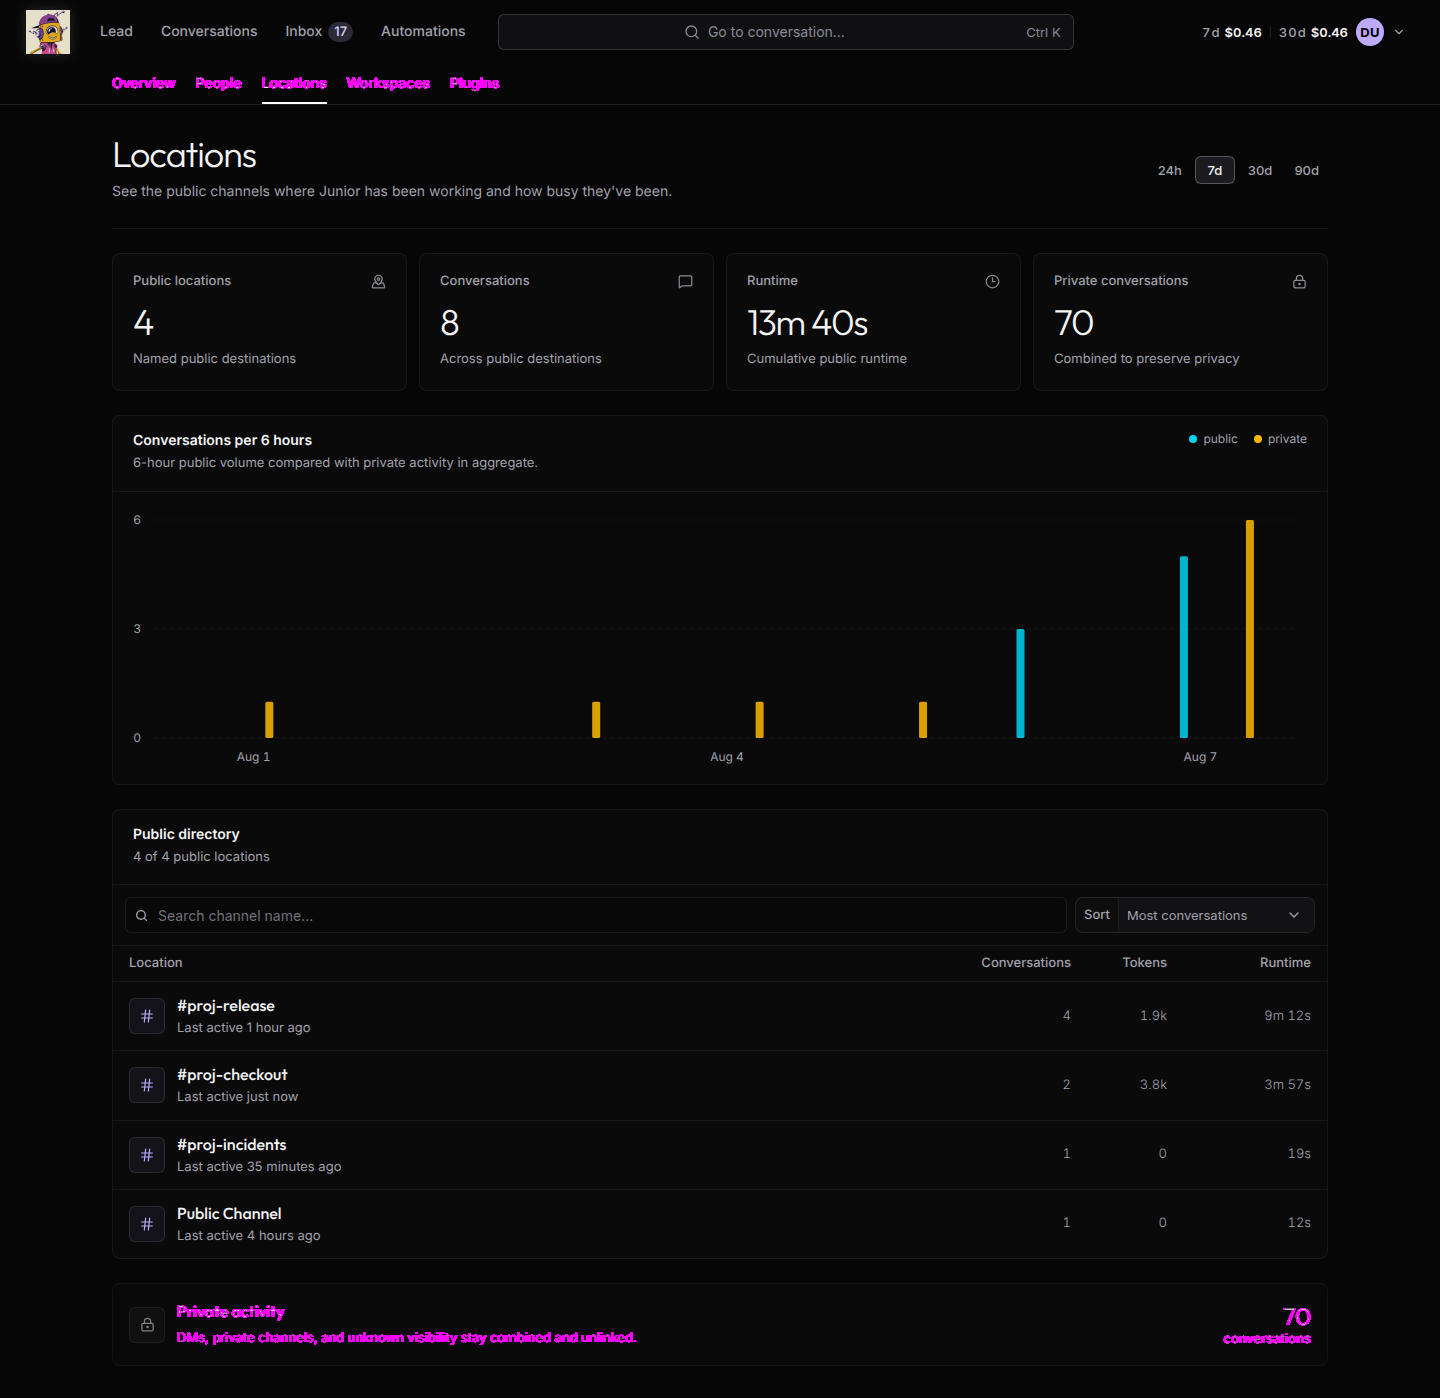 Lead
Conversations
Inbox 17
Automations
Go to conversation...
Ctrl K
7d $0.46
30d $0.46
DU
Overview
People
Locations
Workspaces
Plugins
Locations
See the public channels where Junior has been working and how busy they've been.
24h
7d
30d
90d
Public locations
4
Named public destinations
Conversations
8
Across public destinations
Runtime
13m 40s
Cumulative public runtime
Private conversations
70
Combined to preserve privacy
Conversations per 6 hours
6-hour public volume compared with private activity in aggregate.
public
private
6
3
0
Aug 1
Aug 4
Aug 7
Public directory
4 of 4 public locations
Search channel name...
Sort
Most conversations
Location
Conversations
Tokens
Runtime
#proj-release
Last active 1 hour ago
4
1.9k
9m 12s
#proj-checkout
Last active just now
2
3.8k
3m 57s
#proj-incidents
Last active 35 minutes ago
1
0
19s
Public Channel
Last active 4 hours ago
1
0
12s
Private activity
DMs, private channels, and unknown visibility stay combined and unlinked.
70
conversations